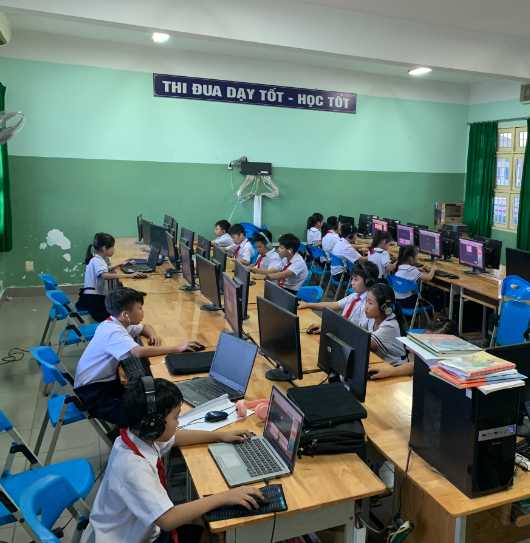 THI ĐUA DẠY TỐT - HỌC TỐT